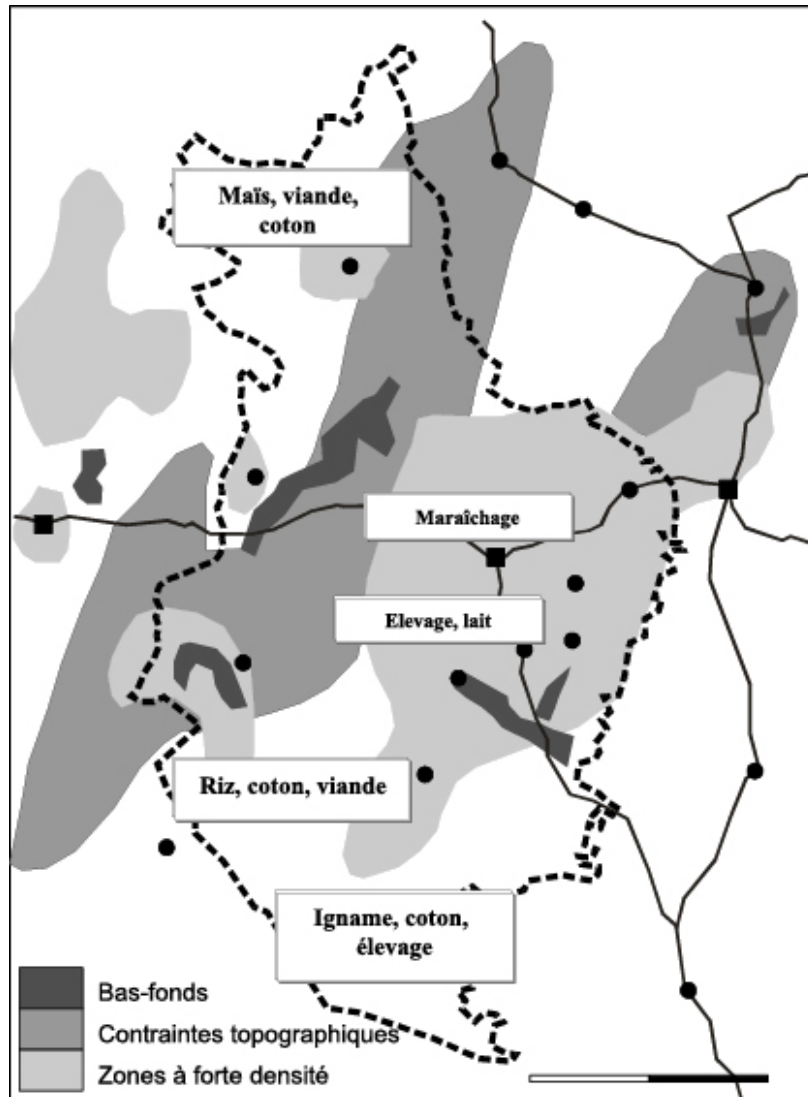 Maïs, viande,
coton
Maraîchage
Elevage, lait
Riz, coton, viande
Igname, coton,
élevage
Bas-fonds
Contraintes topographiques
Zones à forte densité